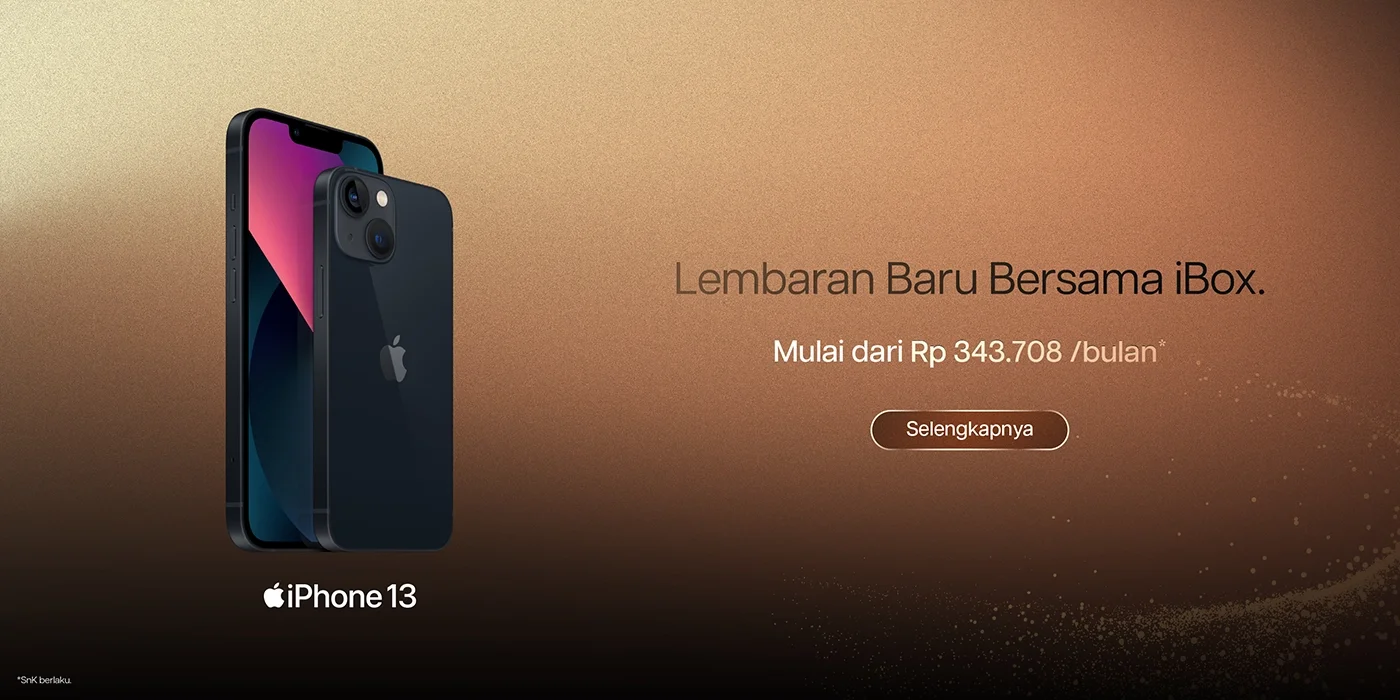 Lembaran Baru Bersama iBox.
Mulai dari Rp 343.708 /bulan*
Selengkapnya
iPhone 13
*SnK berlaku.